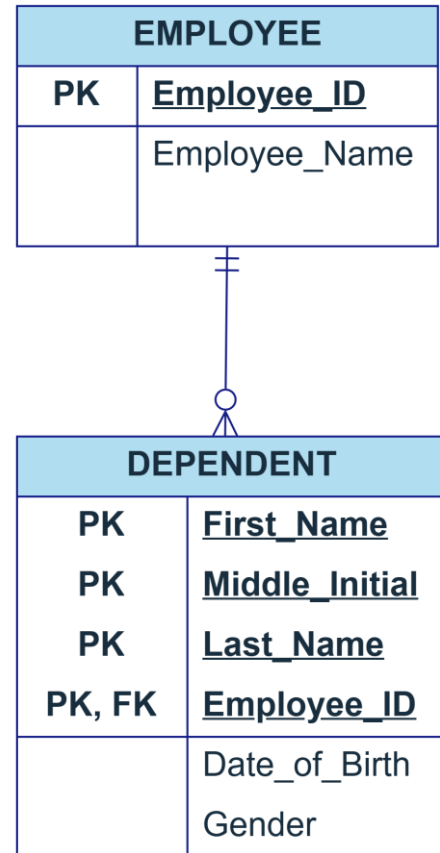 EMPLOYEE
PK Employee_ID
Employee_Name
DEPENDENT
PK First_Name
PK Middle_Initial
PK Last_Name
PK, FK Employee_ID
Date_of_Birth
Gender